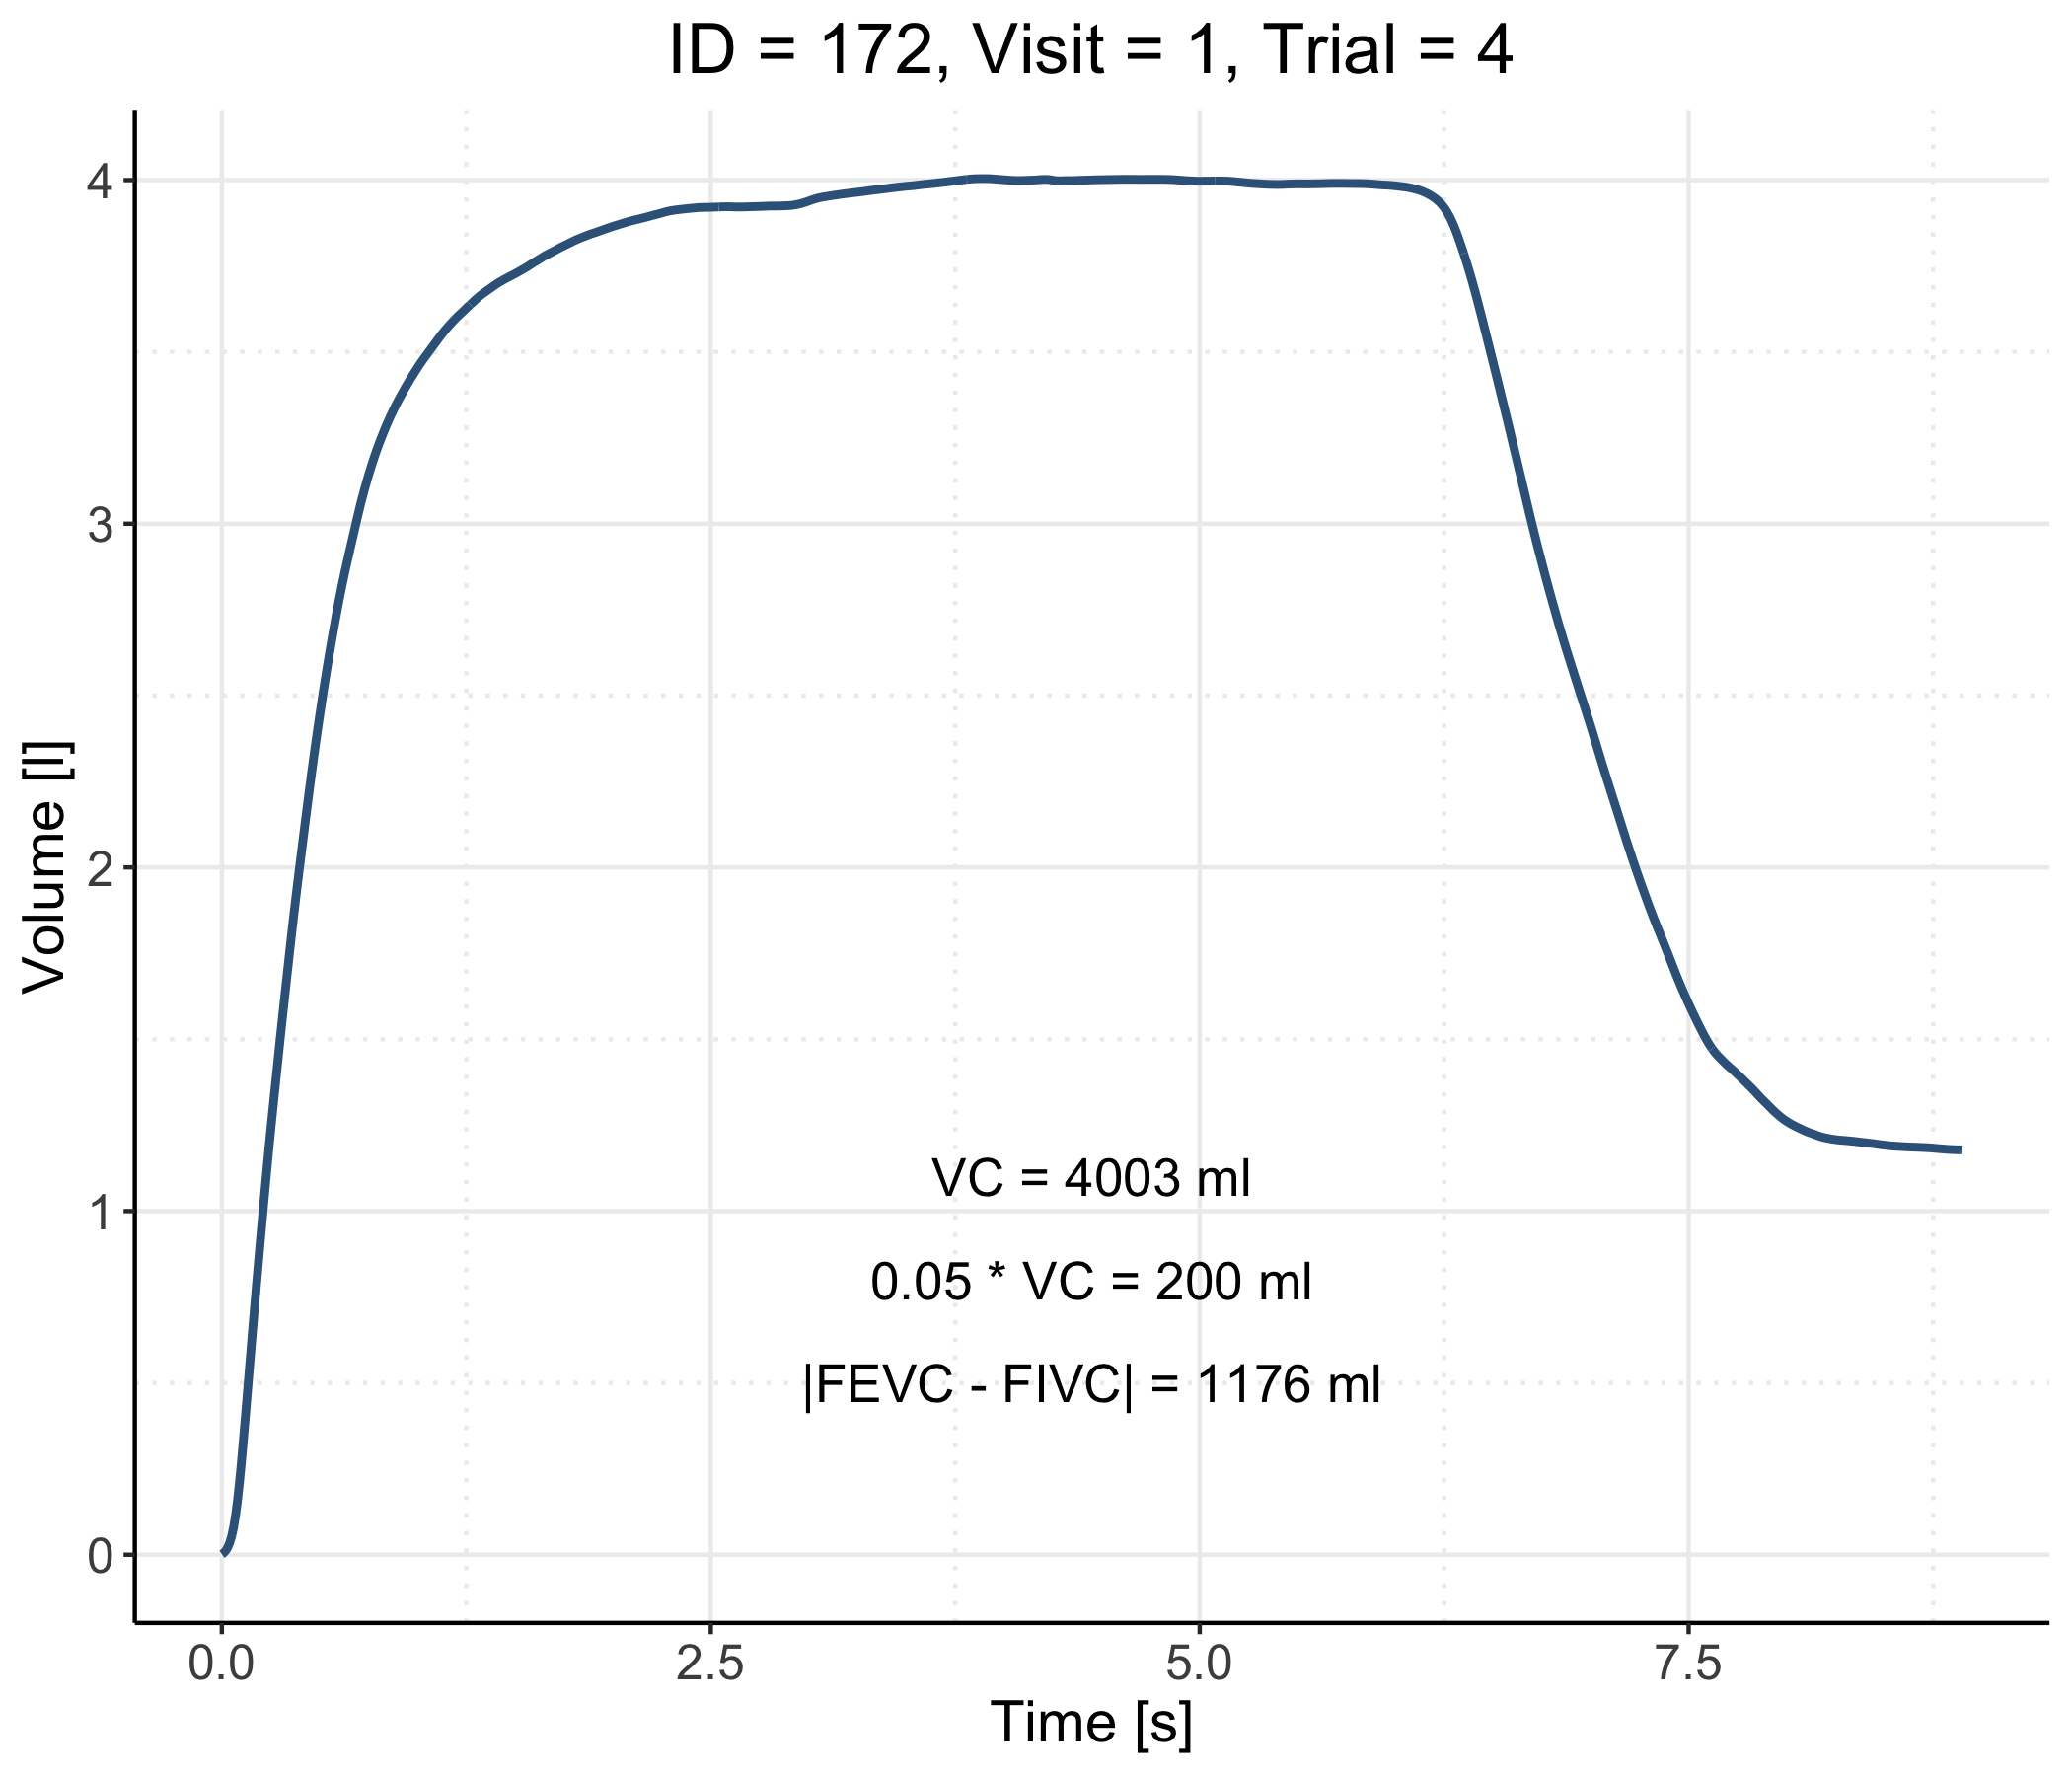 ID = 172, Visit = 1, Trial = 4
4
3
2
1
0
Volume [l]
VC = 4003 ml
0.05 * VC = 200 ml
|FEVC - FIVC| = 1176 ml
0.0 2.5 5.0 7.5
Time [s]